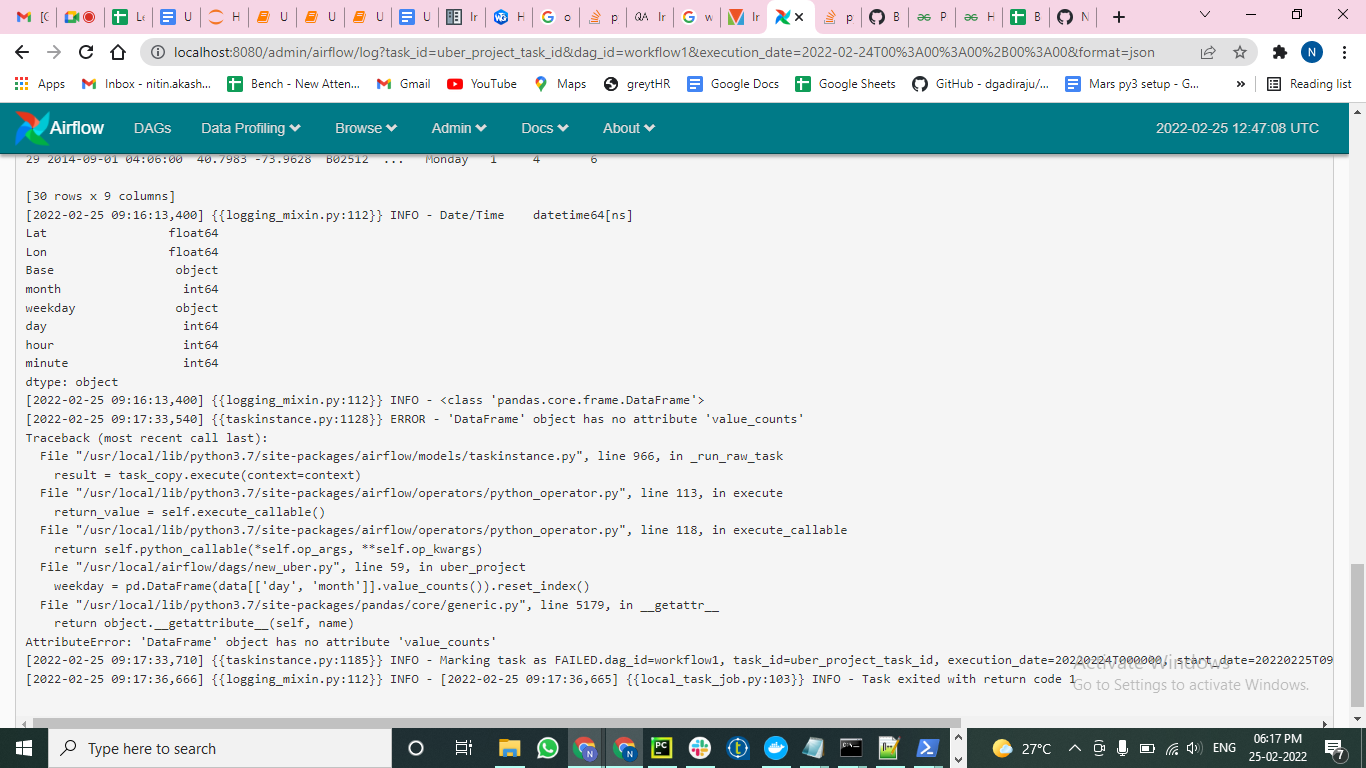 [C
Le
U
H
U
U
U
U
Ir
H
o
p
QA Ir
w
Ir
p
B
P
H
B
N
localhost:8080/admin/airflow/log?task_id=uber_project_task_id&dag_id=workflow1&execution_date=2022-02-24T00%3A00%3A00%2B00%3A00&format=json
N
Apps
Inbox - nitin.akash...
Bench - New Atten...
Gmail
YouTube
Maps
greytHR
Google Docs
Google Sheets
GitHub - dgadiraju/...
Mars py3 setup - G...
»
Reading list
Airflow
DAGs
Data Profiling
Browse
Admin
Docs
About
2022-02-25 12:47:08 UTC
29 2014-09-01 04:06:00 40.7983 -73.9628 B02512 ... Monday 1 4 6
[30 rows x 9 columns]
[2022-02-25 09:16:13,400] {{logging_mixin.py:112}} INFO - Date/Time datetime64[ns]
Lat float64
Lon float64
Base object
month int64
weekday object
day int64
hour int64
minute int64
dtype: object
[2022-02-25 09:16:13,400] {{logging_mixin.py:112}} INFO - <class 'pandas.core.frame.DataFrame'>
[2022-02-25 09:17:33,540] {{taskinstance.py:1128}} ERROR - 'DataFrame' object has no attribute 'value_counts'
Traceback (most recent call last):
File "/usr/local/lib/python3.7/site-packages/airflow/models/taskinstance.py", line 966, in _run_raw_task
result = task_copy.execute(context=context)
File "/usr/local/lib/python3.7/site-packages/airflow/operators/python_operator.py", line 113, in execute
return_value = self.execute_callable()
File "/usr/local/lib/python3.7/site-packages/airflow/operators/python_operator.py", line 118, in execute_callable
return self.python_callable(*self.op_args, **self.op_kwargs)
File "/usr/local/airflow/dags/new_uber.py", line 59, in uber_project
weekday = pd.DataFrame(data[['day', 'month']].value_counts()).reset_index()
File "/usr/local/lib/python3.7/site-packages/pandas/core/generic.py", line 5179, in __getattr__
return object.__getattribute__(self, name)
AttributeError: 'DataFrame' object has no attribute 'value_counts'
[2022-02-25 09:17:33,710] {{taskinstance.py:1185}} INFO - Marking task as FAILED.dag_id=workflow1, task_id=uber_project_task_id, execution_date=20220224T000000, start_date=20220225T09
[2022-02-25 09:17:36,666] {{logging_mixin.py:112}} INFO - [2022-02-25 09:17:36,665] {{local_task_job.py:103}} INFO - Task exited with return code 1
Activate Windows
Go to Settings to activate Windows.
Type here to search
27°C
ENG
06:17 PM
25-02-2022
7